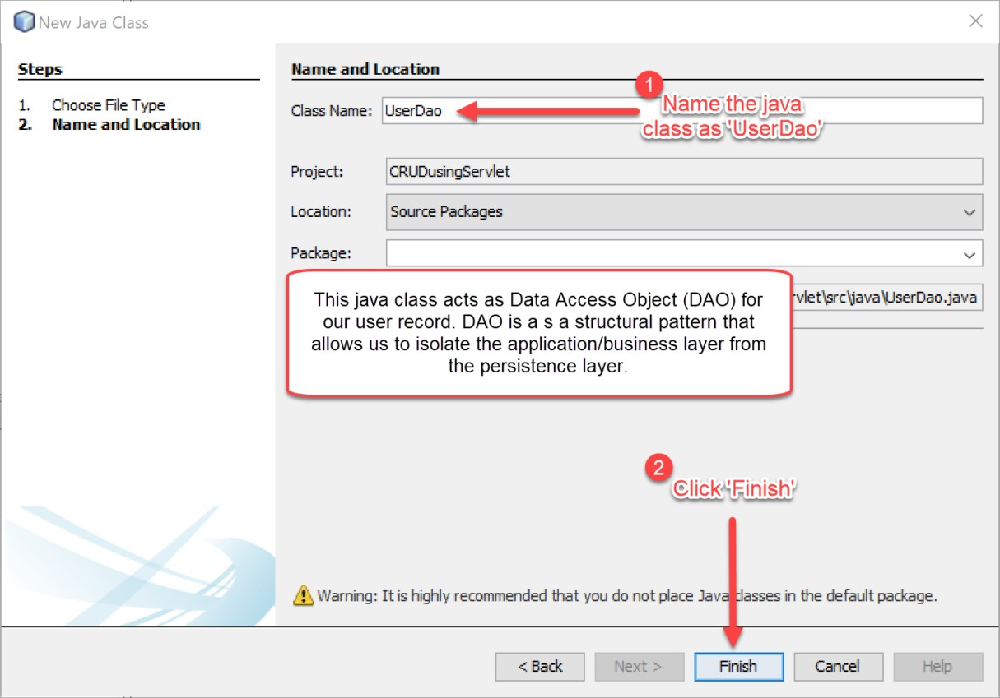 New Java Class
Steps
1. Choose File Type
2. Name and Location
Name and Location
Class Name: UserDao
1
Name the java
class as 'UserDao'
Project: CRUDusingServlet
Location: Source Packages
Package:
rvlet\src\java\UserDao.java
This java class acts as Data Access Object (DAO) for
our user record. DAO is a s a structural pattern that
allows us to isolate the application/business layer from
the persistence layer.
2
Click 'Finish'
Warning: It is highly recommended that you do not place Java classes in the default package.
< Back Next > Finish Cancel Help